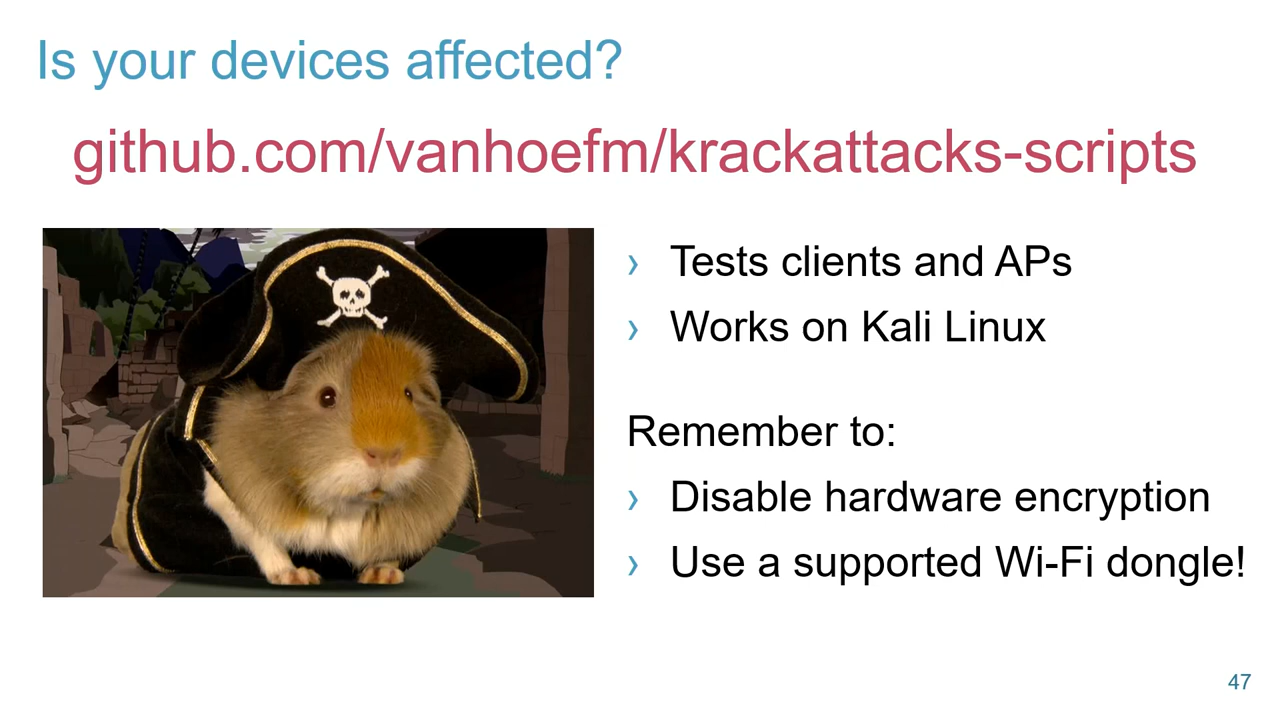 Is your devices affected?
github.com/vanhoefm/krackattacks-scripts
› Tests clients and APs
› Works on Kali Linux
Remember to:
› Disable hardware encryption
› Use a supported Wi-Fi dongle!
47